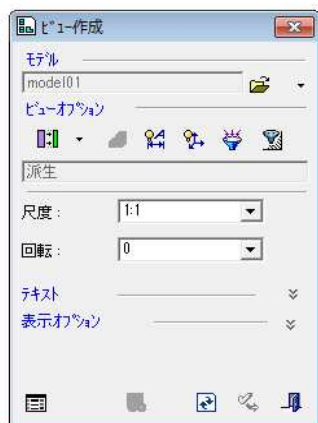 ビュー作成
モデル
model01
ビューオプション
派生
尺度：
1:1
回転：
0
テキスト
表示オプション